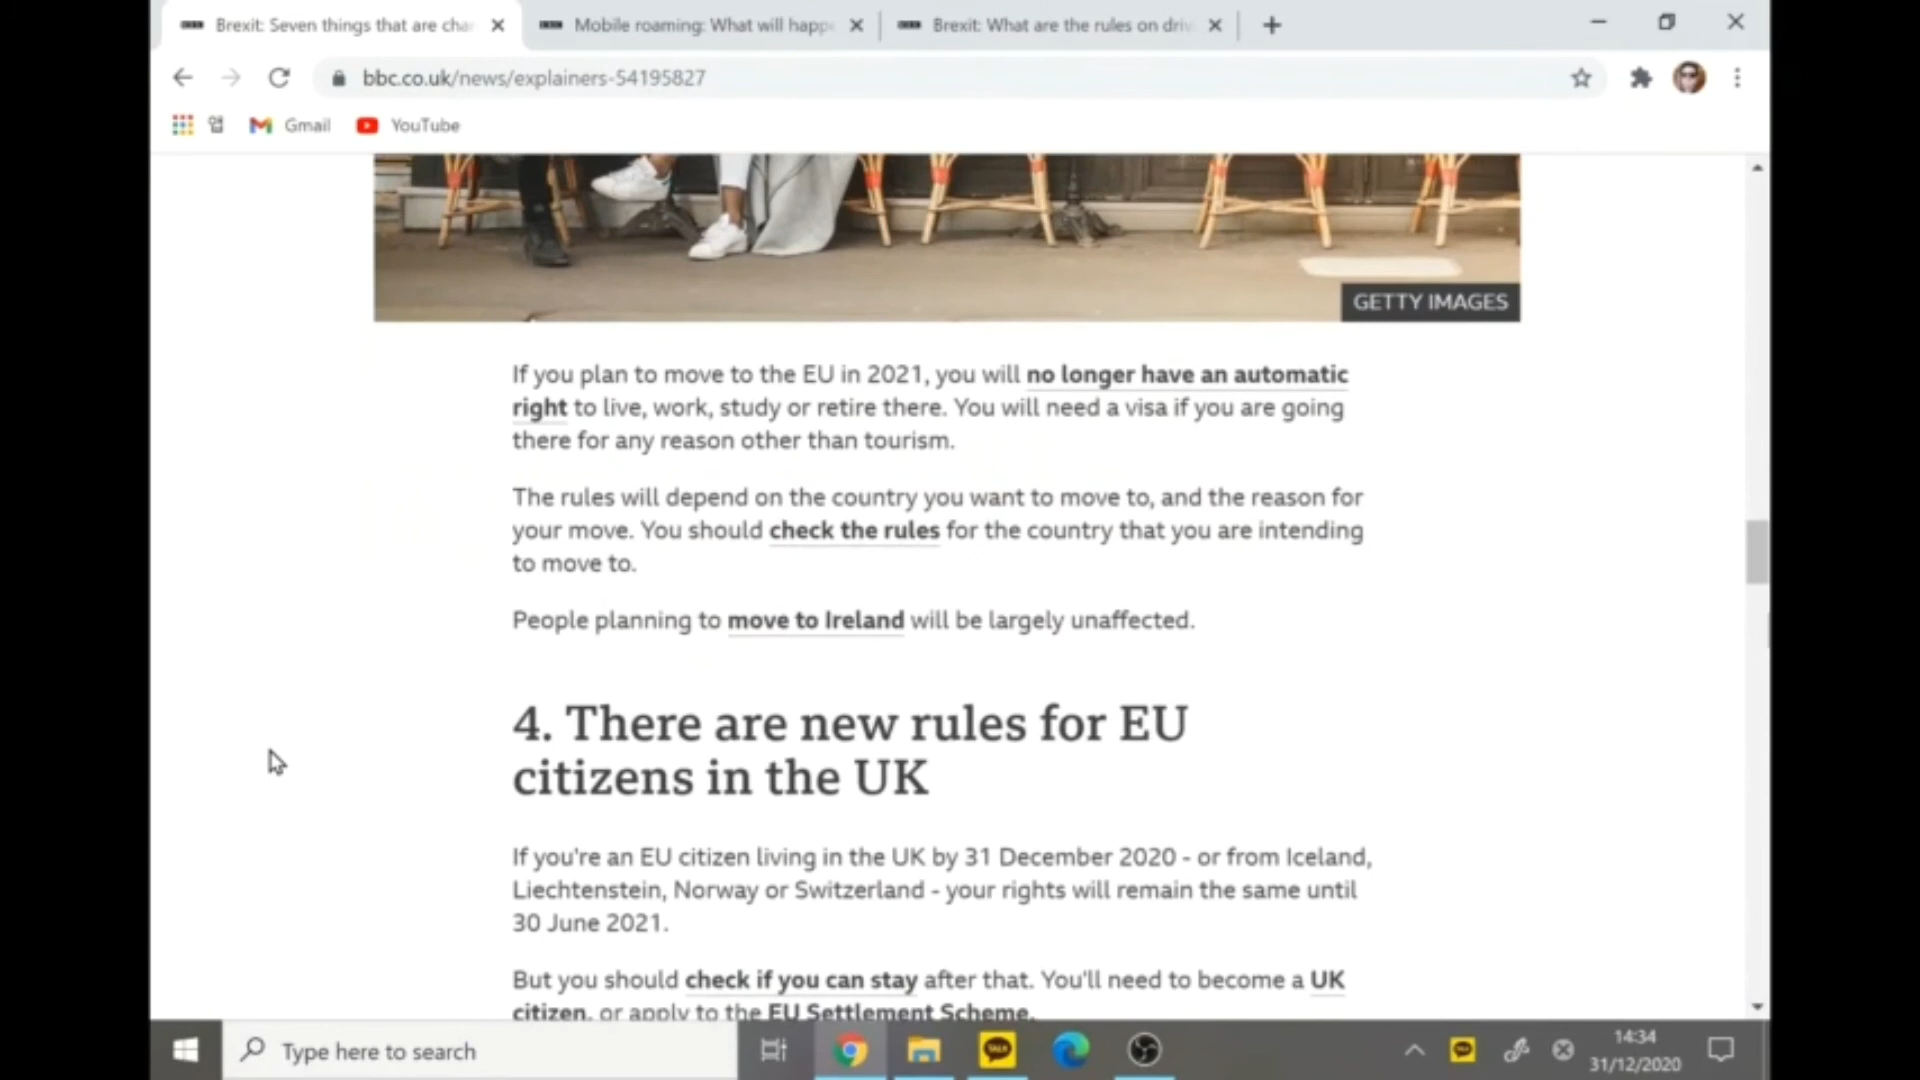 Brexit: Seven things that are cha
Mobile roaming: What will happe
Brexit: What are the rules on driv
bbc.co.uk/news/explainers-54195827
Gmail
YouTube
GETTY IMAGES
If you plan to move to the EU in 2021, you will no longer have an automatic
right to live, work, study or retire there. You will need a visa if you are going
there for any reason other than tourism.
The rules will depend on the country you want to move to, and the reason for
your move. You should check the rules for the country that you are intending
to move to.
People planning to move to Ireland will be largely unaffected.
4. There are new rules for EU
citizens in the UK
If you're an EU citizen living in the UK by 31 December 2020 - or from Iceland,
Liechtenstein, Norway or Switzerland - your rights will remain the same until
30 June 2021.
But you should check if you can stay after that. You'll need to become a UK
citizen, or apply to the EU Settlement Scheme.
Type here to search
TALK
14:34
31/12/2020